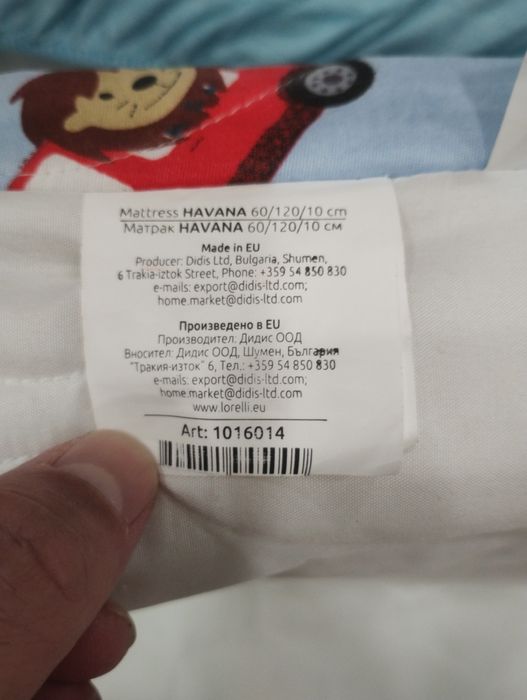 Mattress HAVANA 60/120/10 cm
Матрак HAVANA 60/120/10 см
Made in EU
Producer: Didis Ltd, Bulgaria, Shumen,
6 Trakia-iztok Street, Phone: +359 54 850 830
e-mails: export@didis-ltd.com;
home.market@didis-ltd.com
Произведено в EU
Производител: Дидис ООД
Вносител: Дидис ООД, Шумен, България
"Тракия-изток" 6, Тел.: +359 54 850 830
e-mails: export@didis-ltd.com;
home.market@didis-ltd.com
www.lorelli.eu
Art: 1016014